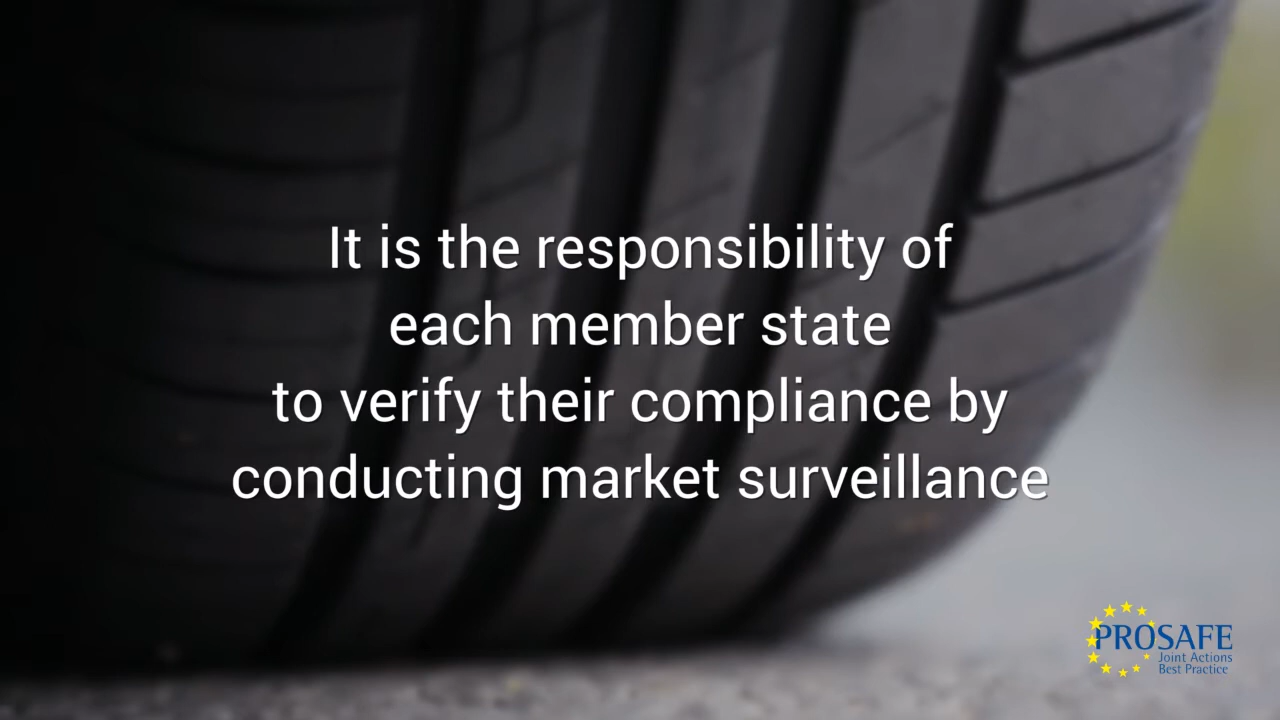 It is the responsibility of
each member state
to verify their compliance by
conducting market surveillance
PROSAFE
Joint Actions
Best Practice